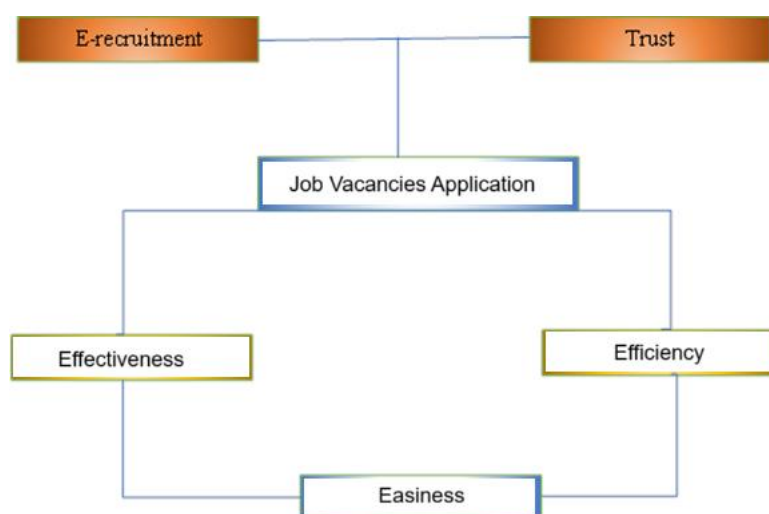 E-recruitment
Trust
Job Vacancies Application
Effectiveness
Efficiency
Easiness